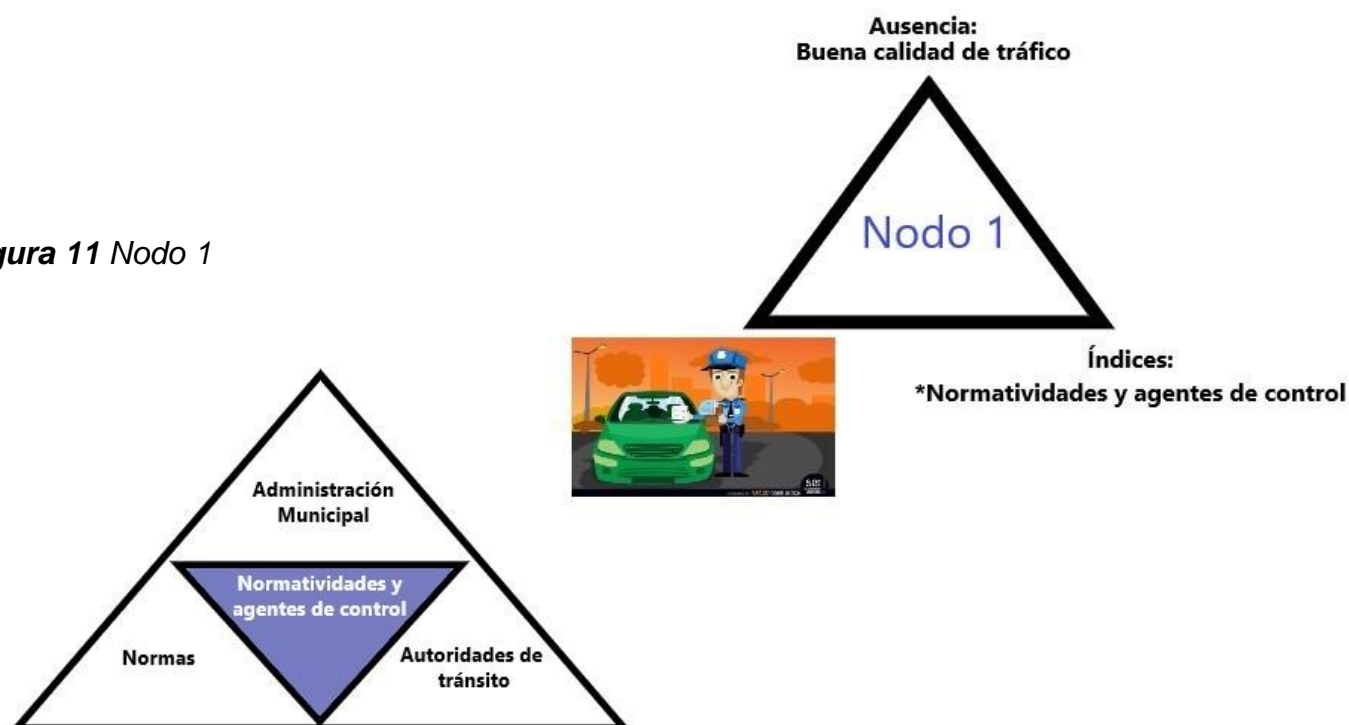 Ausencia:
Buena calidad de tráfico
Nodo 1
gura 11 Nodo 1
Índices:
*Normatividades y agentes de control
Administración
Municipal
Normatividades y
agentes de control
Normas
Autoridades de
tránsito